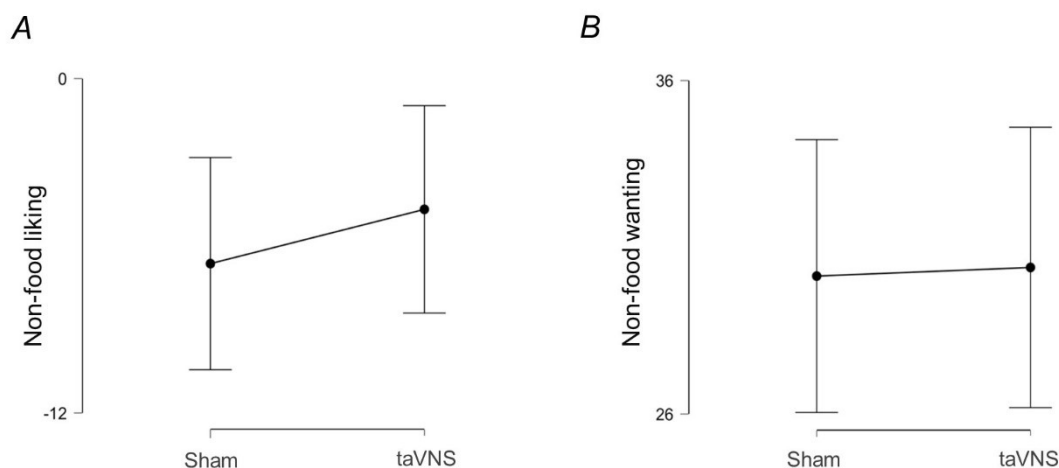 A
0
Non-food liking
-12
Sham
taVNS
B
36
Non-food wanting
26
Sham
taVNS